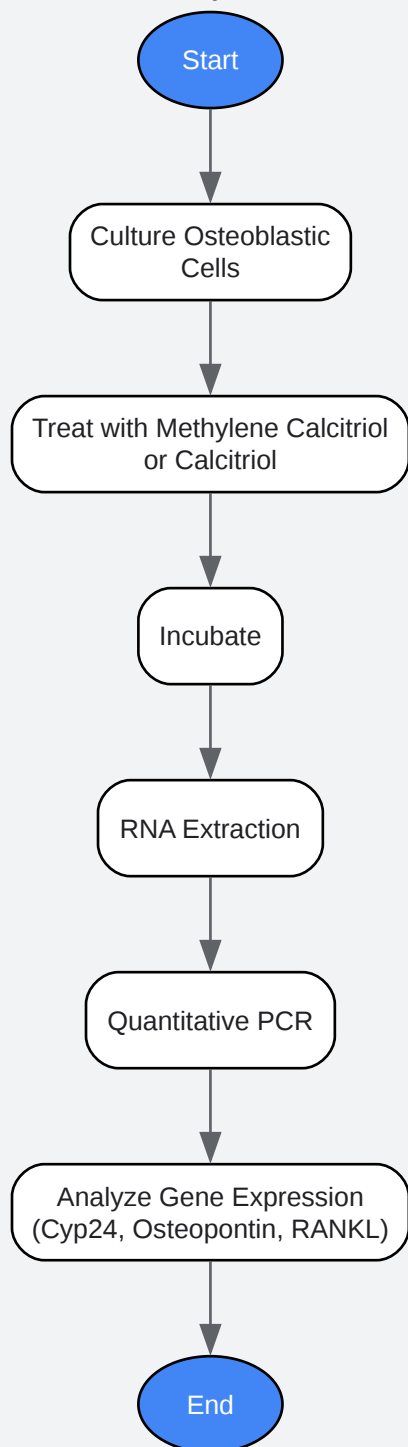 Start
Culture Osteoblastic
Cells
Treat with Methylene Calcitriol
or Calcitriol
Incubate
RNA Extraction
Quantitative PCR
Analyze Gene Expression
(Cyp24, Osteopontin, RANKL)
End